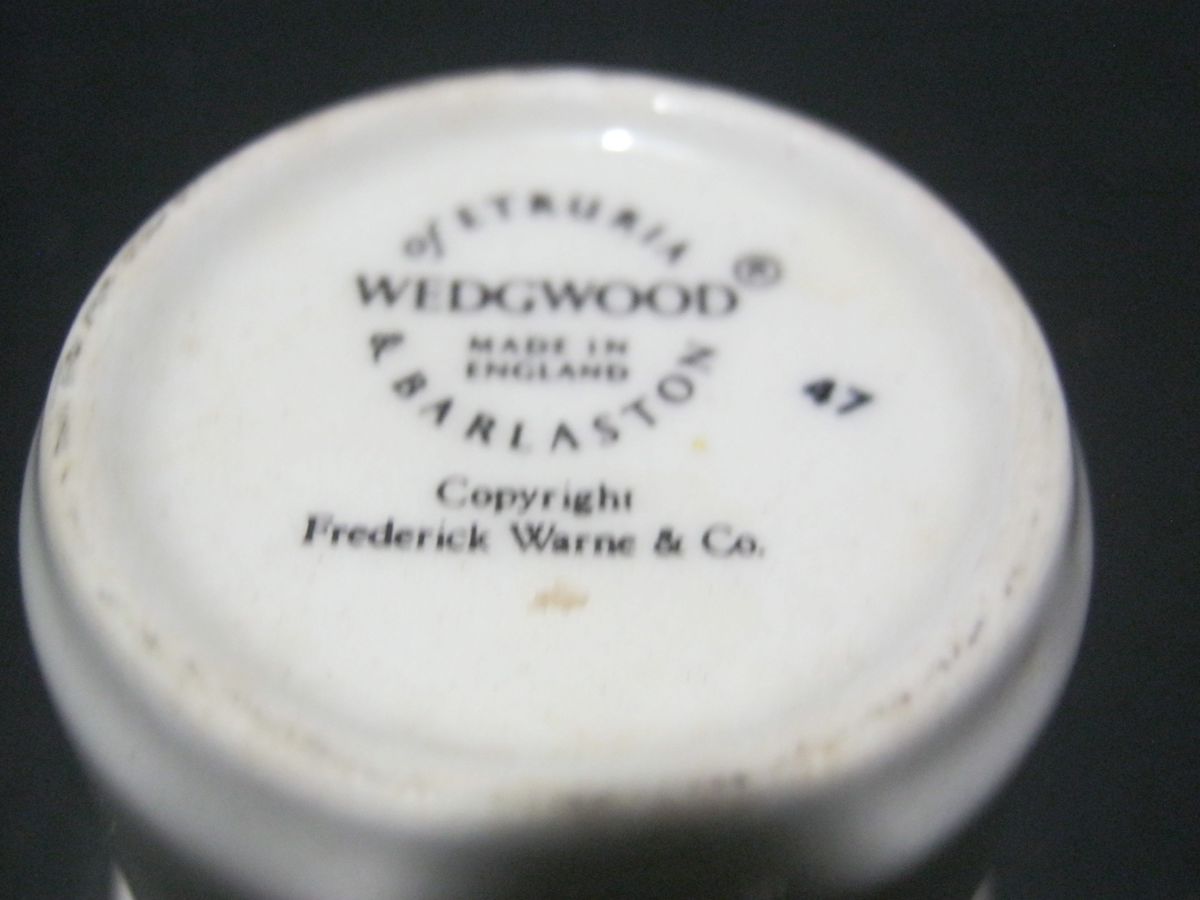 of ETRURIA
WEDGWOOD ®
MADE IN
ENGLAND
& BARLASTON
47
Copyright
Frederick Warne & Co.